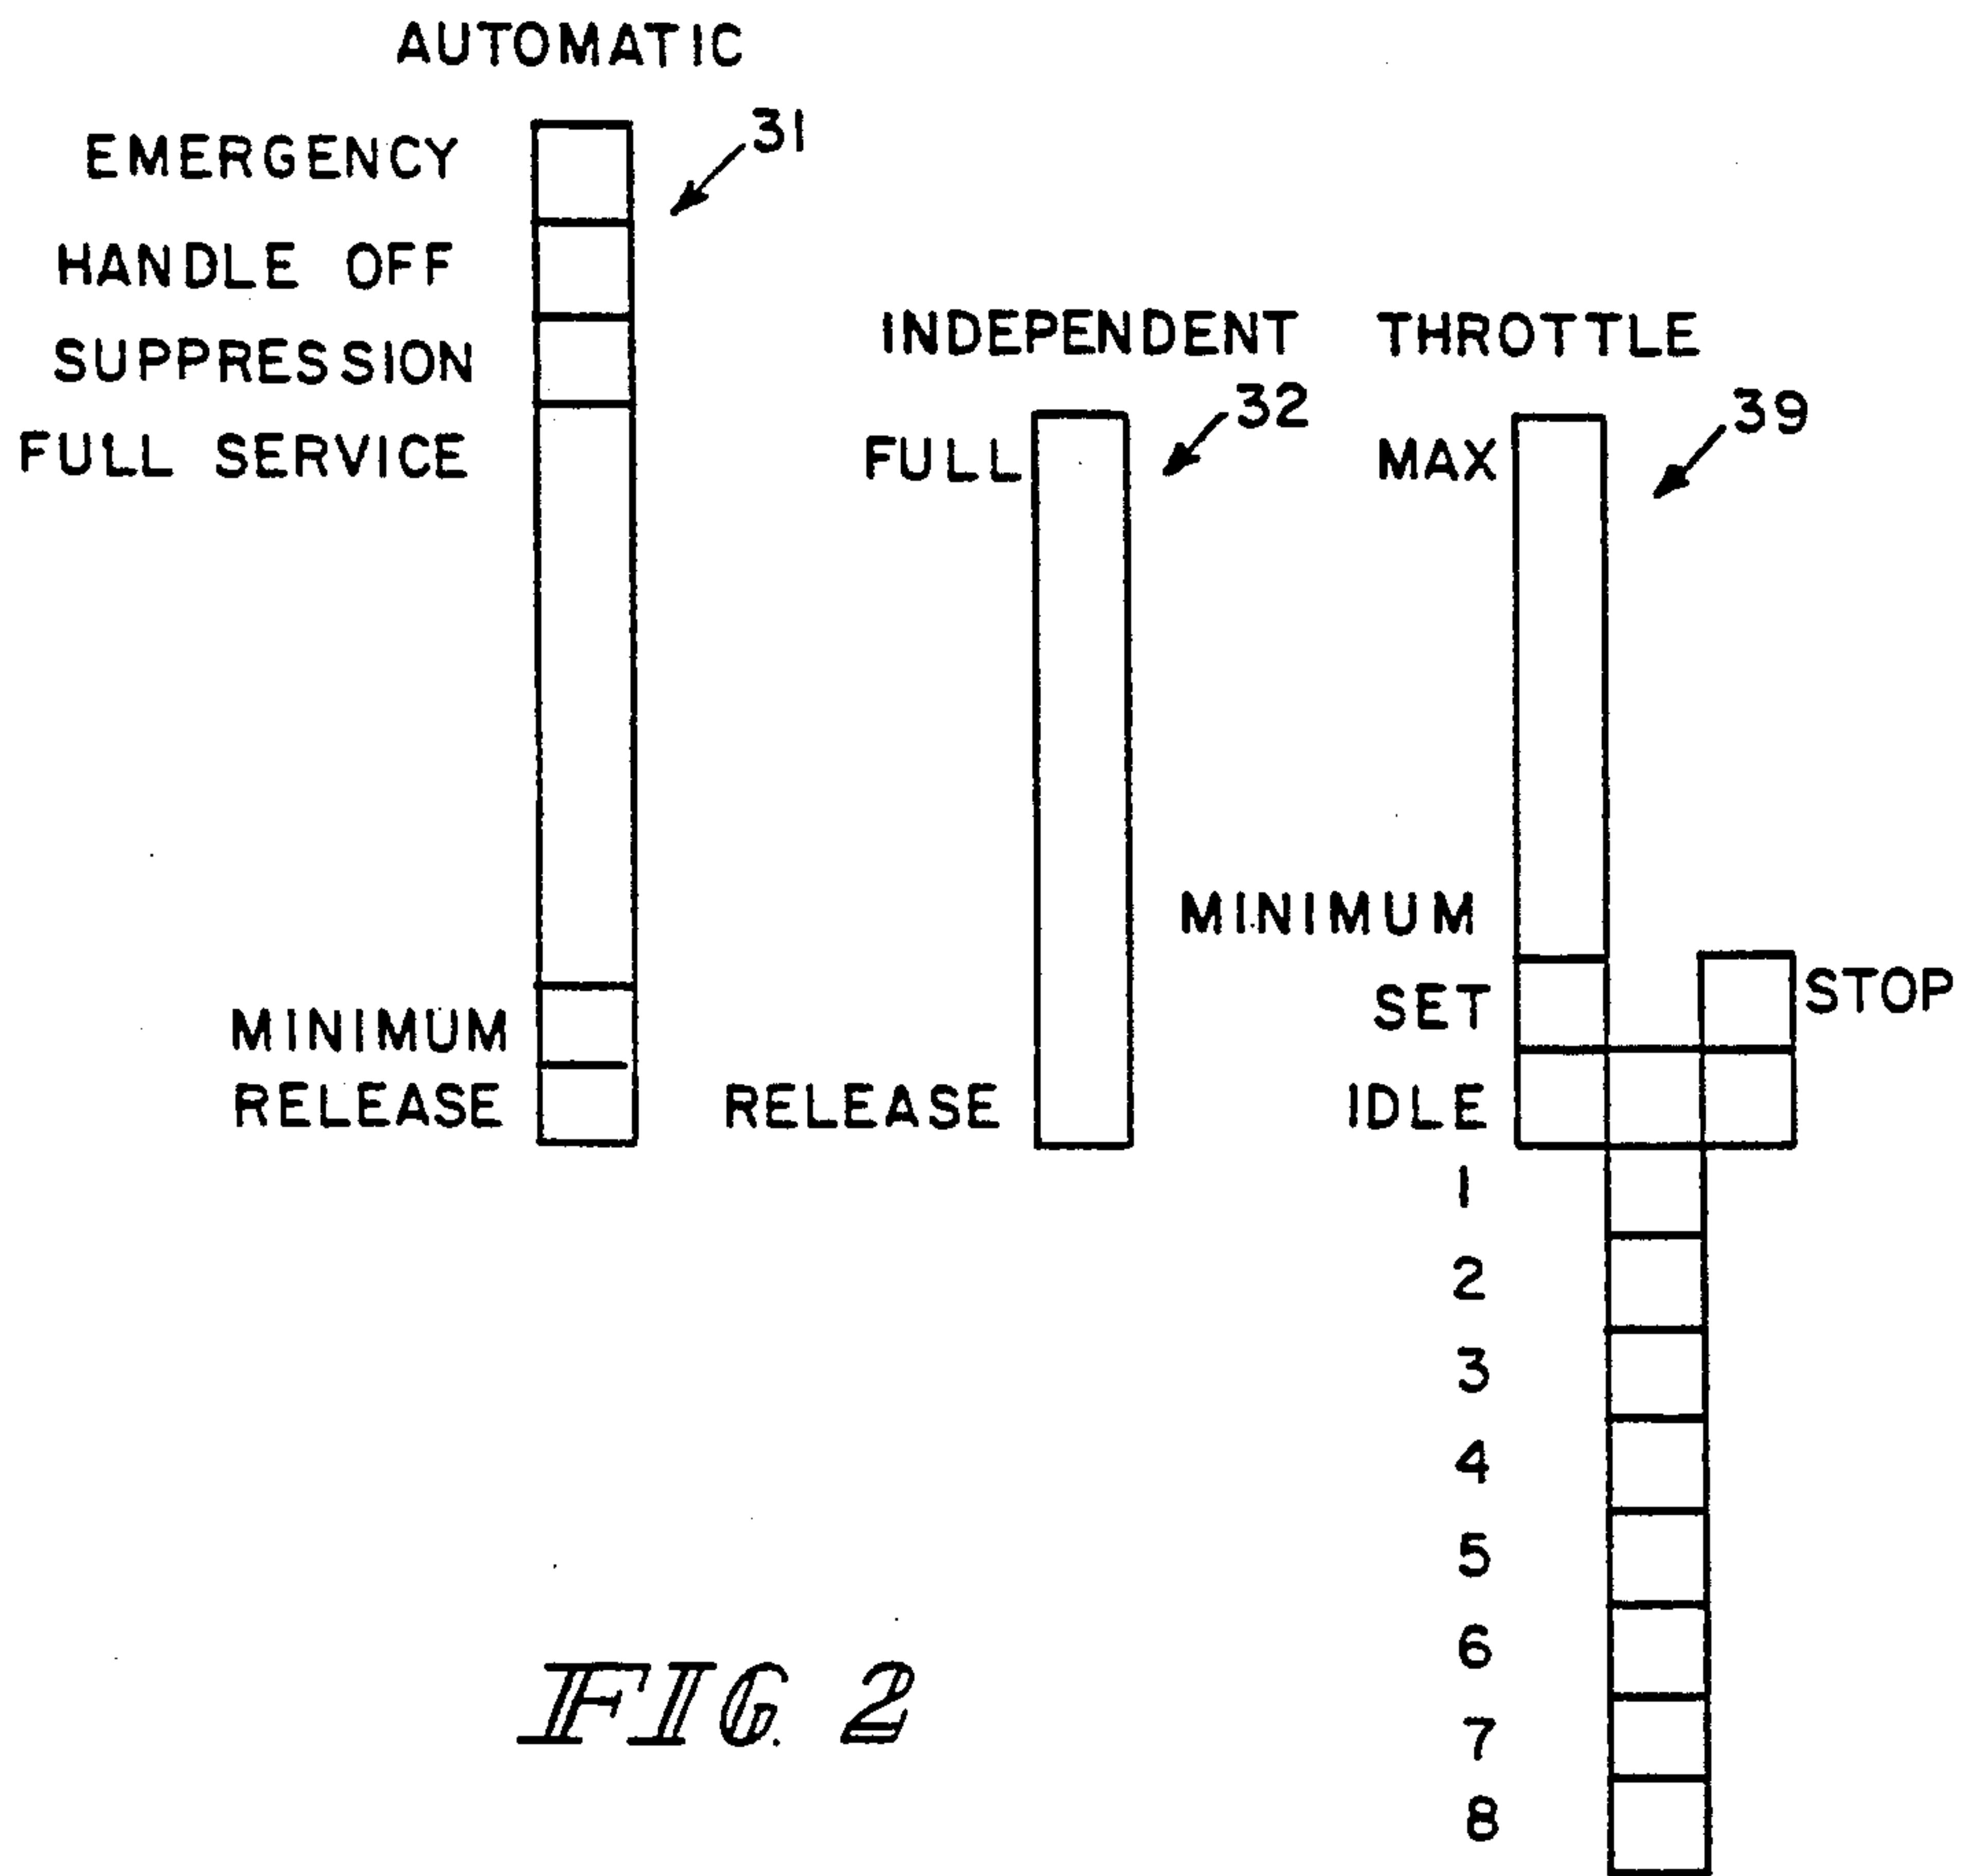 AUTOMATIC
31
EMERGENCY
HANDLE OFF
SUPPRESSION
FULL SERVICE
MINIMUM
RELEASE
INDEPENDENT
32
FULL
RELEASE
THROTTLE
39
MAX
MINIMUM
SET
STOP
IDLE
1
2
3
4
5
6
7
8
FIG. 2